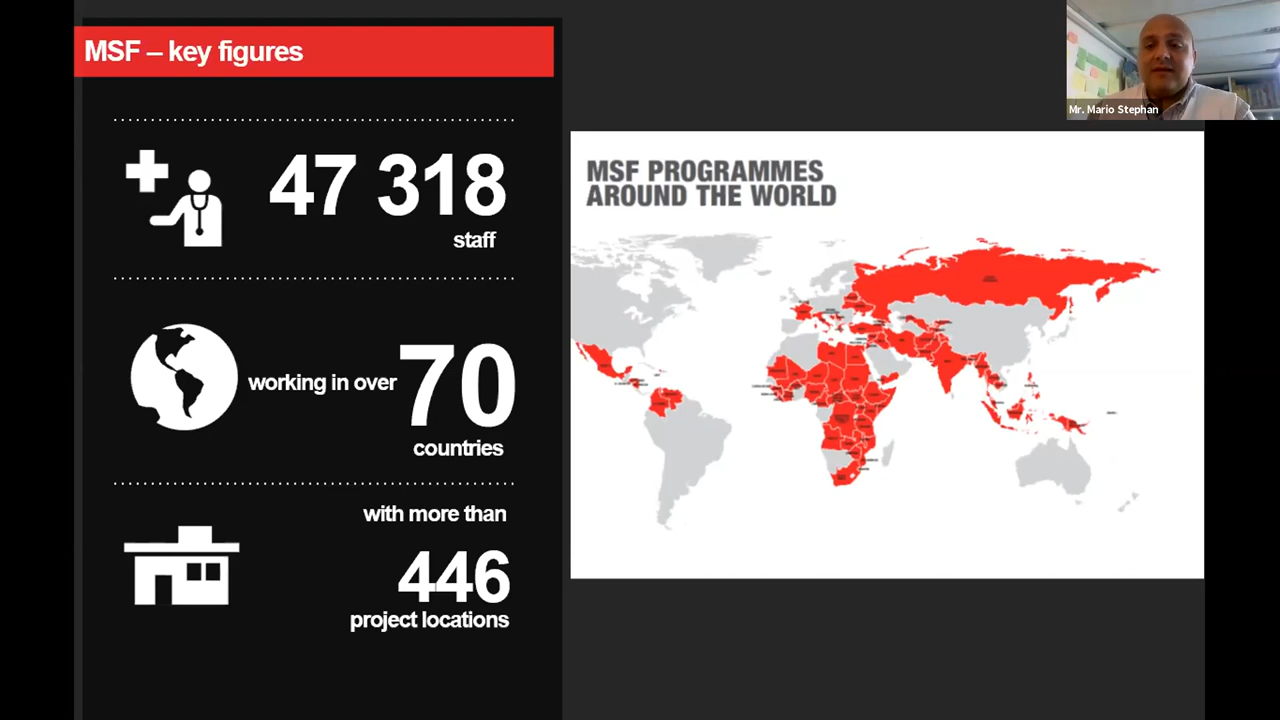 MSF – key figures
47 318
staff
working in over 70
countries
with more than
446
project locations
MSF PROGRAMMES
AROUND THE WORLD
Mr. Mario Stephan